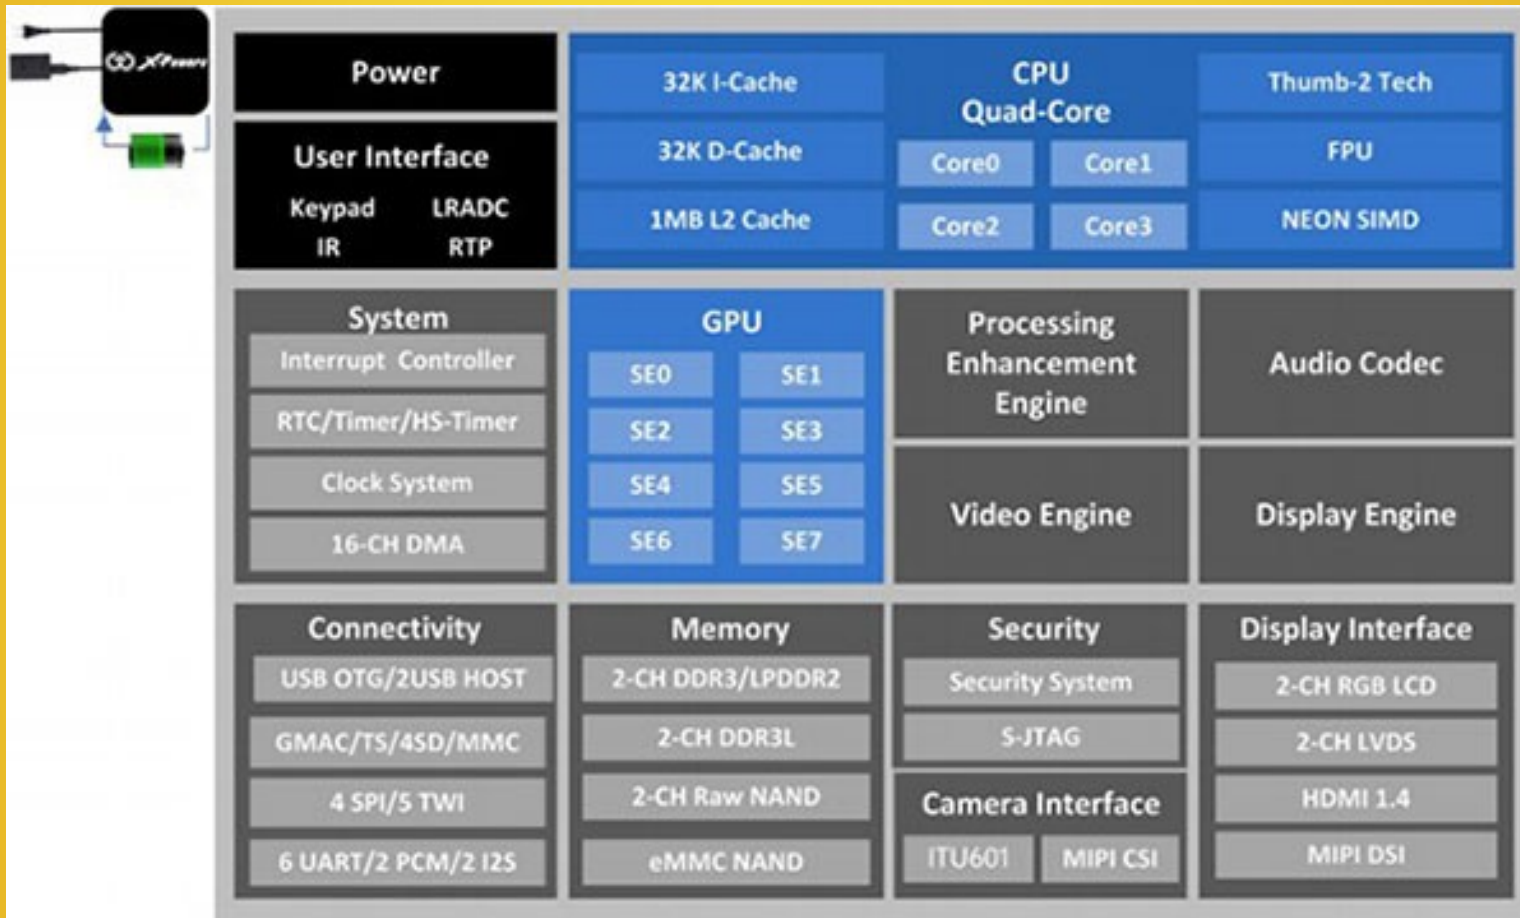 X-Powers
Power
User Interface
Keypad LRADC
IR RTP
32K I-Cache
32K D-Cache
1MB L2 Cache
CPU
Quad-Core
Core0 Core1
Core2 Core3
Thumb-2 Tech
FPU
NEON SIMD
System
Interrupt Controller
RTC/Timer/HS-Timer
Clock System
16-CH DMA
GPU
SE0 SE1
SE2 SE3
SE4 SE5
SE6 SE7
Processing
Enhancement
Engine
Audio Codec
Video Engine
Display Engine
Connectivity
USB OTG/2USB HOST
GMAC/TS/4SD/MMC
4 SPI/5 TWI
6 UART/2 PCM/2 I2S
Memory
2-CH DDR3/LPDDR2
2-CH DDR3L
2-CH Raw NAND
eMMC NAND
Security
Security System
S-JTAG
Camera Interface
ITU601 MIPI CSI
Display Interface
2-CH RGB LCD
2-CH LVDS
HDMI 1.4
MIPI DSI